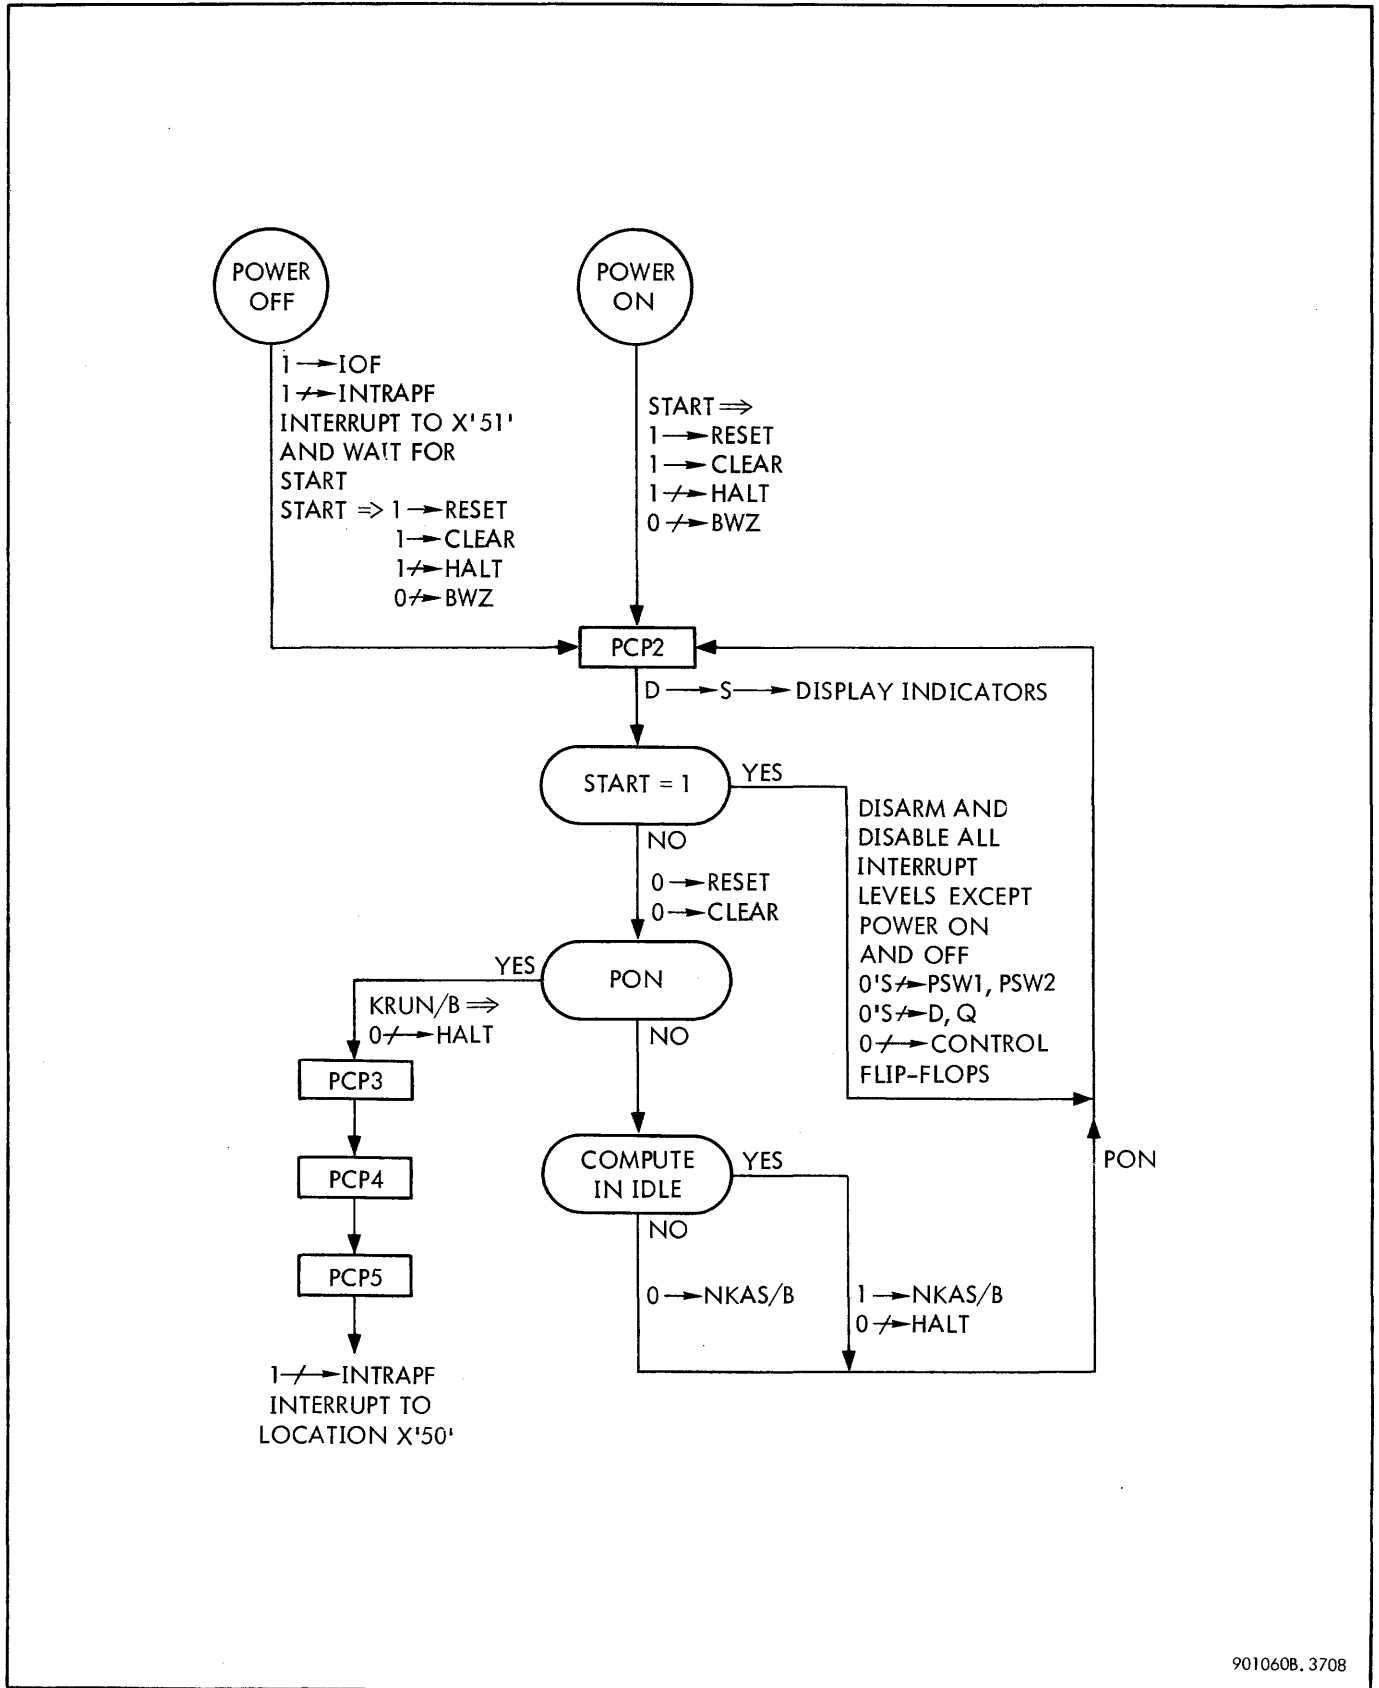 POWER
OFF
POWER
ON
1→IOF
1↛INTRAPF
INTERRUPT TO X'51'
AND WAIT FOR
START
START ⇒ 1→RESET
1→CLEAR
1↛HALT
0↛BWZ
START⇒
1→RESET
1→CLEAR
1↛HALT
0↛BWZ
PCP2
D→S→DISPLAY INDICATORS
START = 1
YES
NO
DISARM AND
DISABLE ALL
INTERRUPT
LEVELS EXCEPT
POWER ON
AND OFF
0'S↛PSW1, PSW2
0'S↛D, Q
0↛CONTROL
FLIP-FLOPS
0→RESET
0→CLEAR
PON
YES
NO
KRUN/B⇒
0↛HALT
PCP3
PCP4
PCP5
1↛INTRAPF
INTERRUPT TO
LOCATION X'50'
COMPUTE
IN IDLE
YES
NO
0→NKAS/B
1→NKAS/B
0↛HALT
PON
901060B. 3708